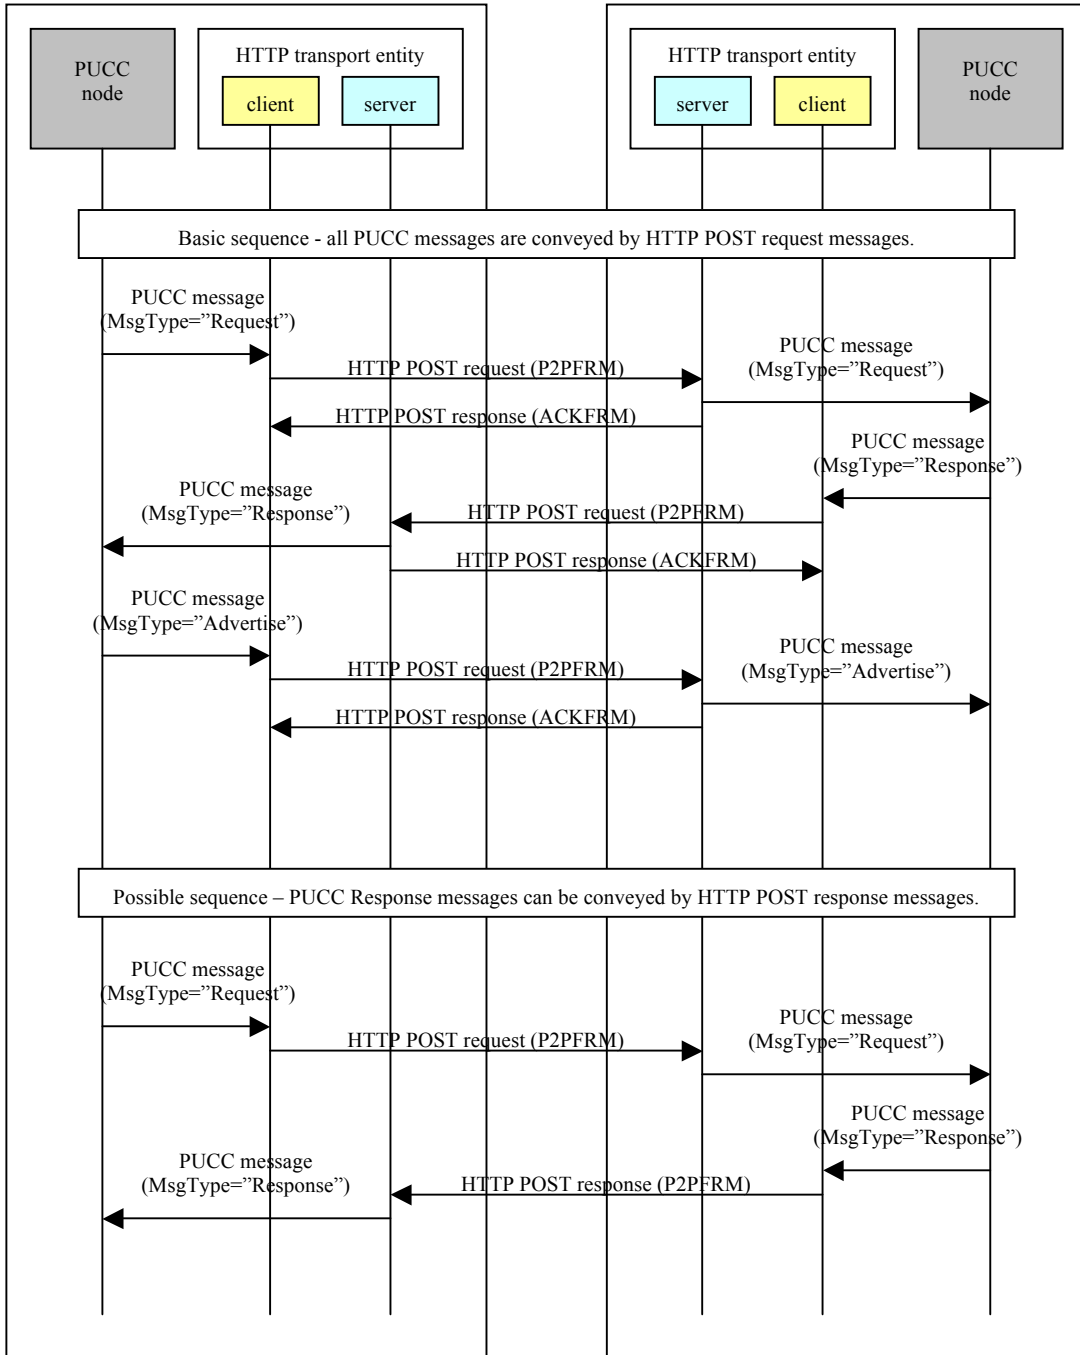 PUCC
node
HTTP transport entity
client
server
HTTP transport entity
server
client
PUCC
node
Basic sequence - all PUCC messages are conveyed by HTTP POST request messages.
PUCC message
(MsgType=”Request”)
HTTP POST request (P2PFRM)
PUCC message
(MsgType=”Request”)
HTTP POST response (ACKFRM)
PUCC message
(MsgType=”Response”)
PUCC message
(MsgType=”Response”)
HTTP POST request (P2PFRM)
HTTP POST response (ACKFRM)
PUCC message
(MsgType=”Advertise”)
PUCC message
(MsgType=”Advertise”)
HTTP POST request (P2PFRM)
HTTP POST response (ACKFRM)
Possible sequence – PUCC Response messages can be conveyed by HTTP POST response messages.
PUCC message
(MsgType=”Request”)
HTTP POST request (P2PFRM)
PUCC message
(MsgType=”Request”)
PUCC message
(MsgType=”Response”)
PUCC message
(MsgType=”Response”)
HTTP POST response (P2PFRM)